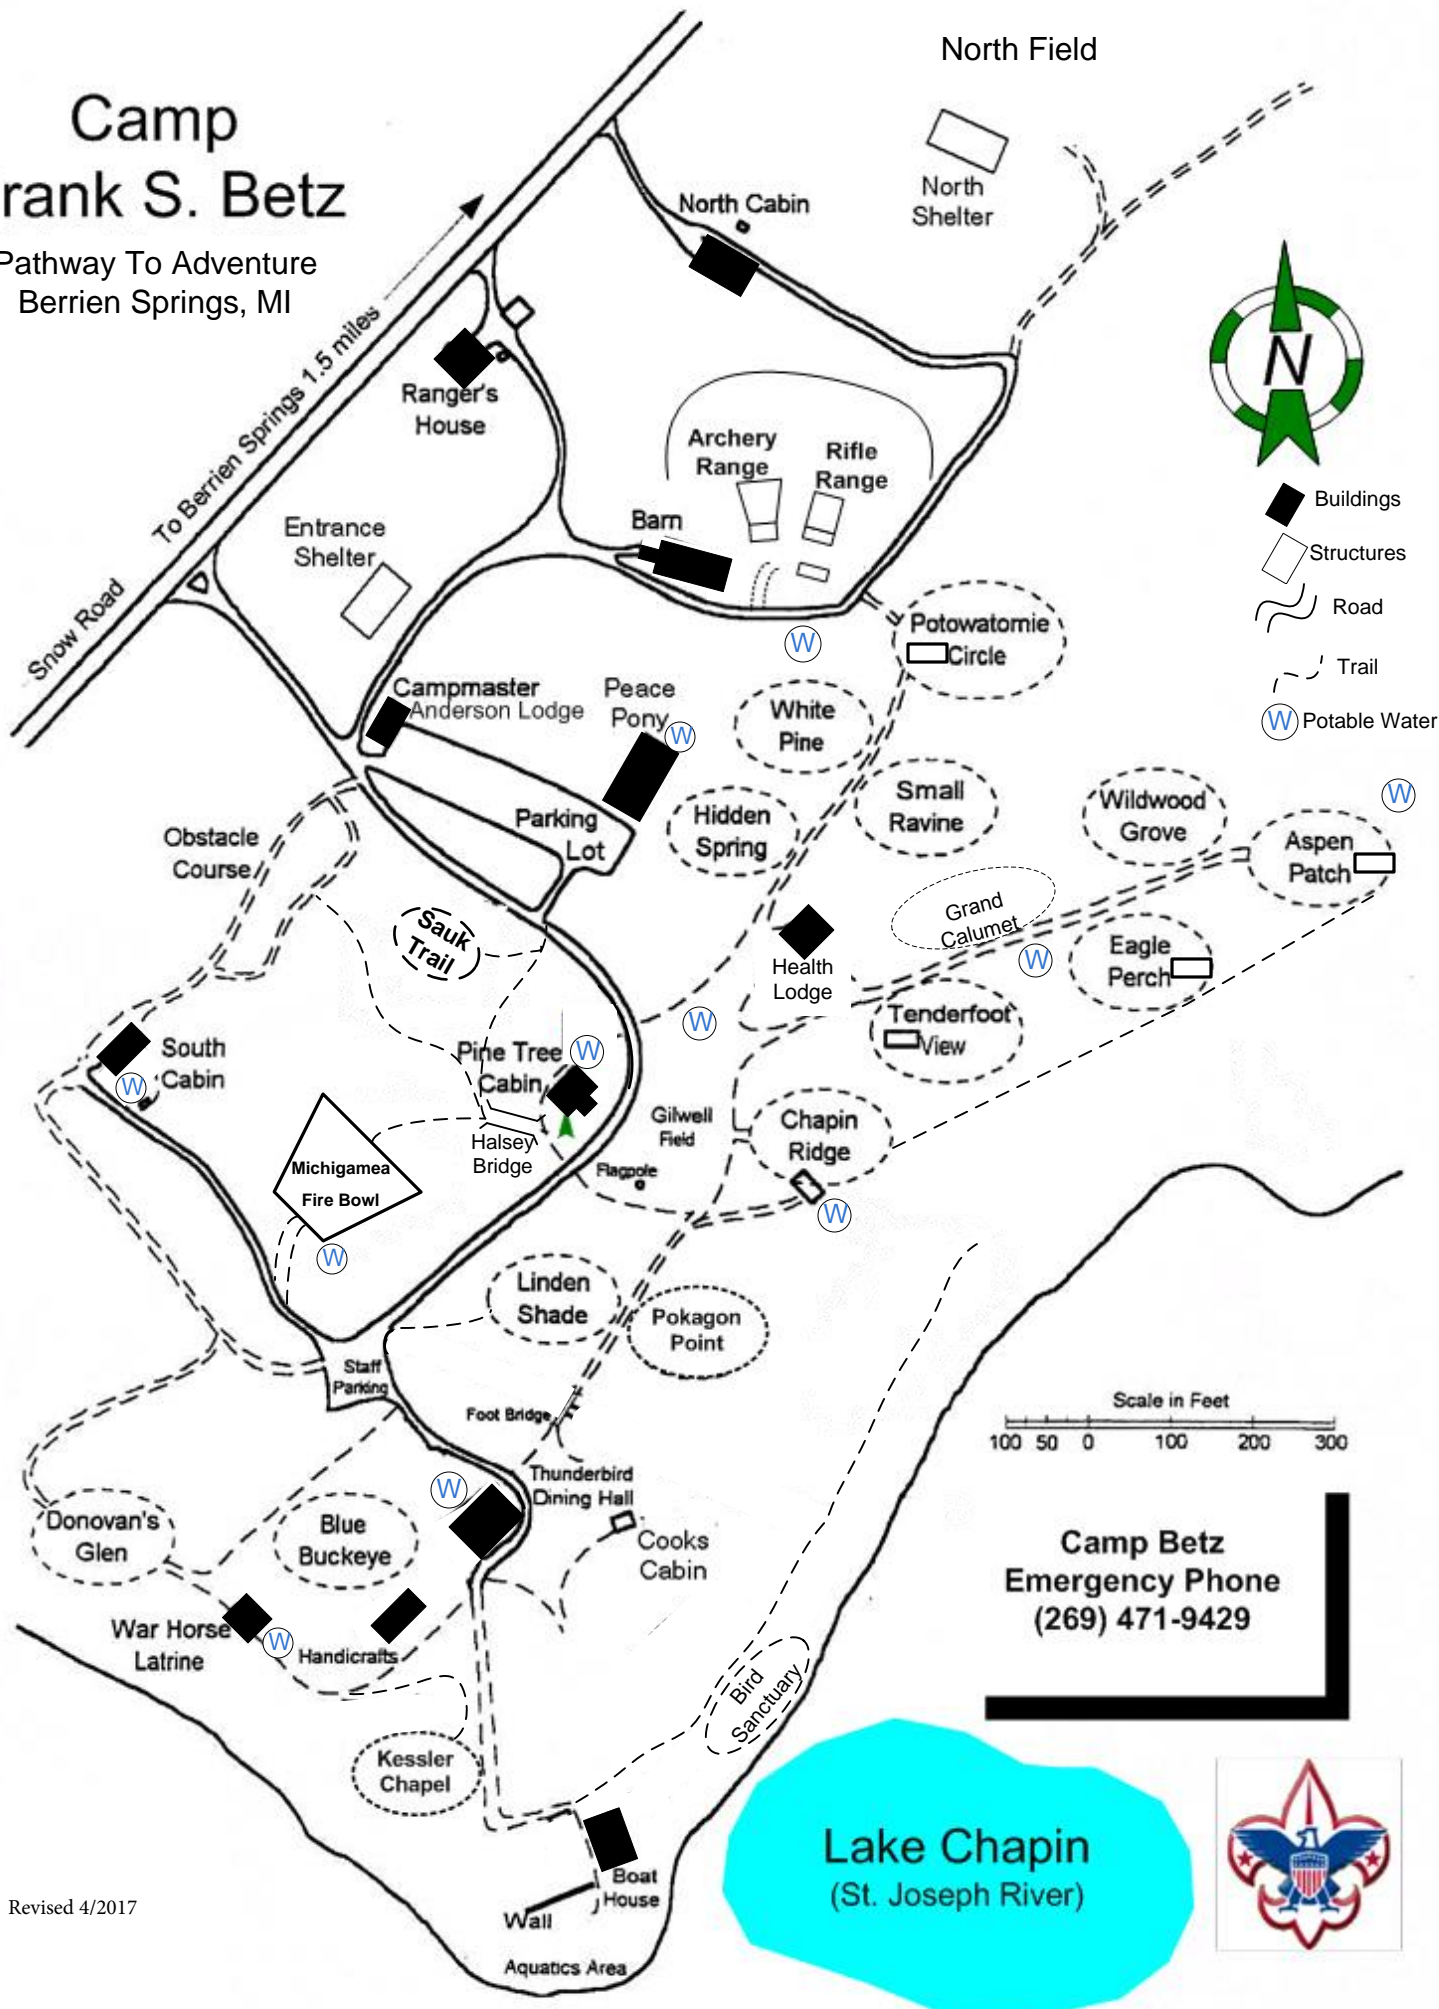 North Field
Camp
rank S. Betz
Pathway To Adventure
Berrien Springs, MI
North
Shelter
North Cabin
To Berrien Springs 1.5 miles
Snow Road
Ranger's
House
N
Archery
Range
Rifle
Range
Buildings
Structures
Road
Trail
W Potable Water
Entrance
Shelter
Barn
W
Potowatomie
Circle
Campmaster
Anderson Lodge
Peace
Pony
W
White
Pine
Parking
Lot
Hidden
Spring
Small
Ravine
Wildwood
Grove
W
Aspen
Patch
Obstacle
Course
Sauk
Trail
Grand
Calumet
Health
Lodge
Eagle
Perch
W
Tenderfoot
View
W
South
Cabin
W
Pine Tree
Cabin
W
Halsey
Bridge
Gilwell
Field
Flagpole
Chapin
Ridge
W
Michigamea
Fire Bowl
W
Linden
Shade
Pokagon
Point
Staff
Parking
Foot Bridge
Scale in Feet
100 50 0 100 200 300
Thunderbird
Dining Hall
W
Cooks
Cabin
Donovan's
Glen
Blue
Buckeye
Camp Betz
Emergency Phone
(269) 471-9429
War Horse
Latrine
W
Handicrafts
Bird
Sanctuary
Kessler
Chapel
Boat
House
Wall
Aquatics Area
Lake Chapin
(St. Joseph River)
Revised 4/2017